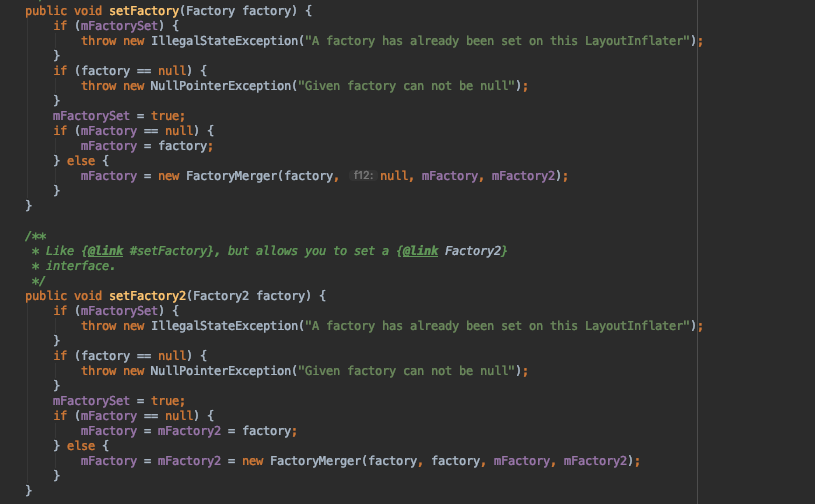 public void setFactory(Factory factory) {
if (mFactorySet) {
throw new IllegalStateException("A factory has already been set on this LayoutInflater");
}
if (factory == null) {
throw new NullPointerException("Given factory can not be null");
}
mFactorySet = true;
if (mFactory == null) {
mFactory = factory;
} else {
mFactory = new FactoryMerger(factory, f12: null, mFactory, mFactory2);
}
}
/**
* Like {@link #setFactory}, but allows you to set a {@link Factory2}
* interface.
*/
public void setFactory2(Factory2 factory) {
if (mFactorySet) {
throw new IllegalStateException("A factory has already been set on this LayoutInflater");
}
if (factory == null) {
throw new NullPointerException("Given factory can not be null");
}
mFactorySet = true;
if (mFactory == null) {
mFactory = mFactory2 = factory;
} else {
mFactory = mFactory2 = new FactoryMerger(factory, factory, mFactory, mFactory2);
}
}